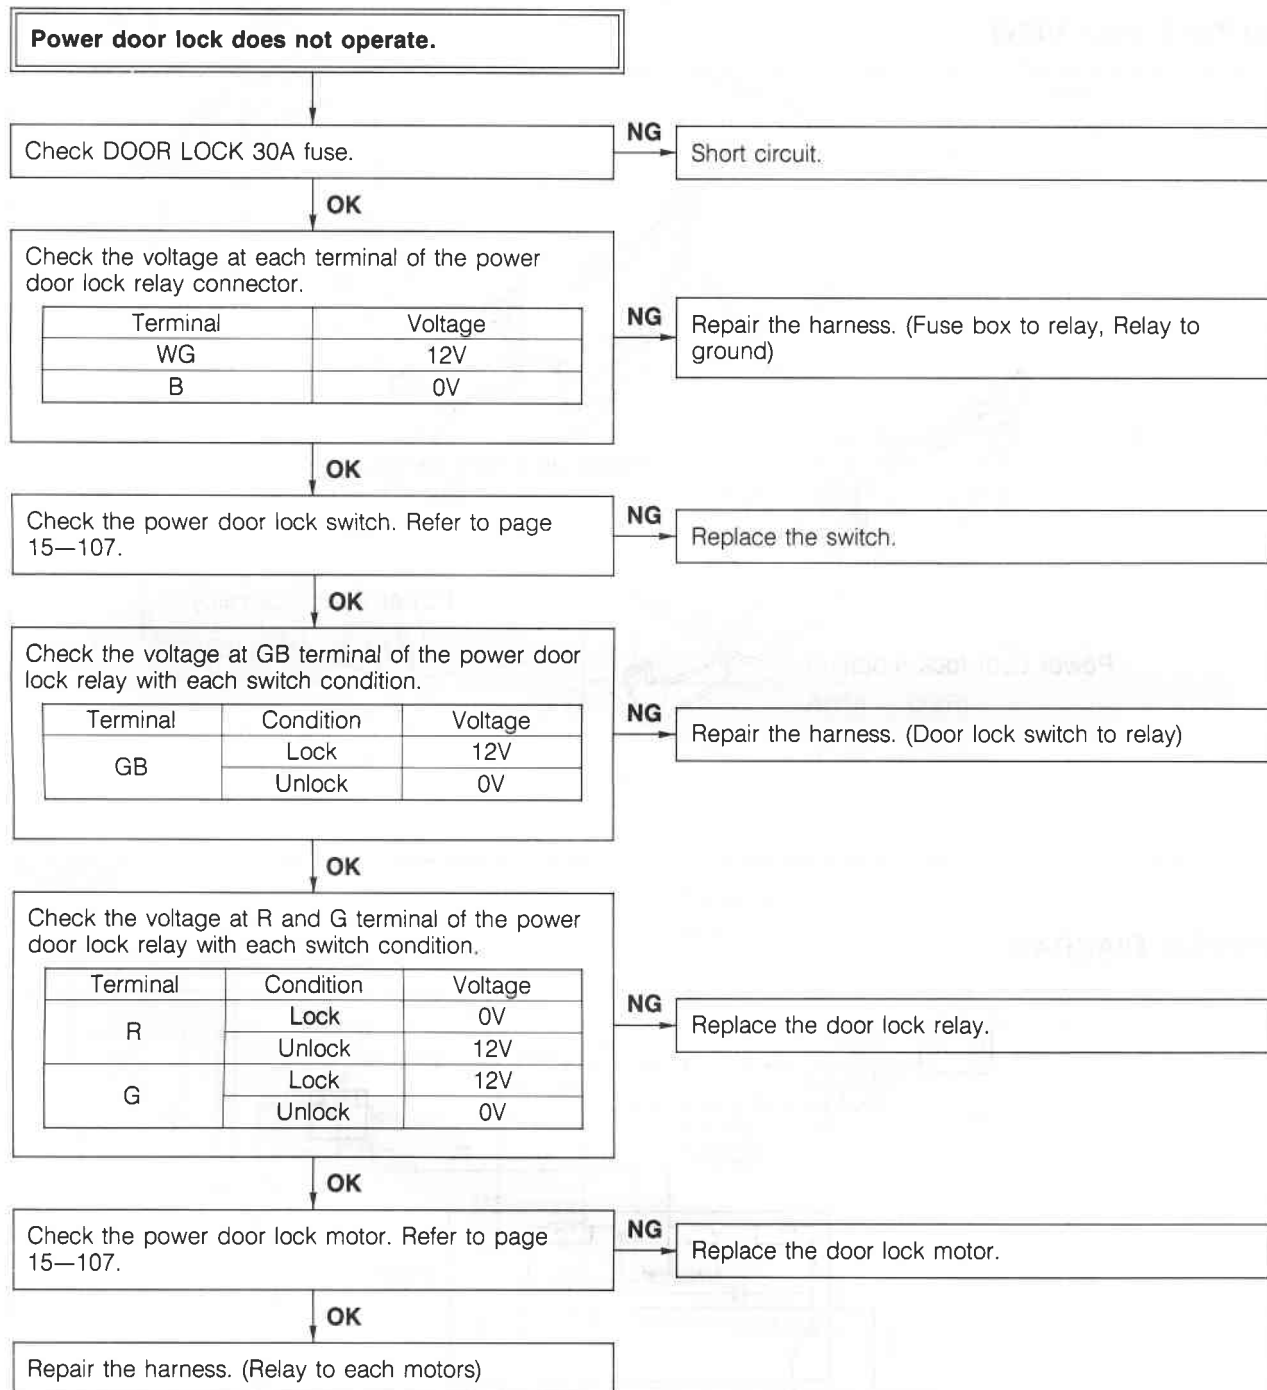 Power door lock does not operate.
Check DOOR LOCK 30A fuse.
NG
Short circuit.
OK
Check the voltage at each terminal of the power
door lock relay connector.
Terminal Voltage
WG 12V
B 0V
NG
Repair the harness. (Fuse box to relay, Relay to
ground)
OK
Check the power door lock switch. Refer to page
15—107.
NG
Replace the switch.
OK
Check the voltage at GB terminal of the power door
lock relay with each switch condition.
Terminal Condition Voltage
GB Lock 12V
Unlock 0V
NG
Repair the harness. (Door lock switch to relay)
OK
Check the voltage at R and G terminal of the power
door lock relay with each switch condition.
Terminal Condition Voltage
R Lock 0V
Unlock 12V
G Lock 12V
Unlock 0V
NG
Replace the door lock relay.
OK
Check the power door lock motor. Refer to page
15—107.
NG
Replace the door lock motor.
OK
Repair the harness. (Relay to each motors)